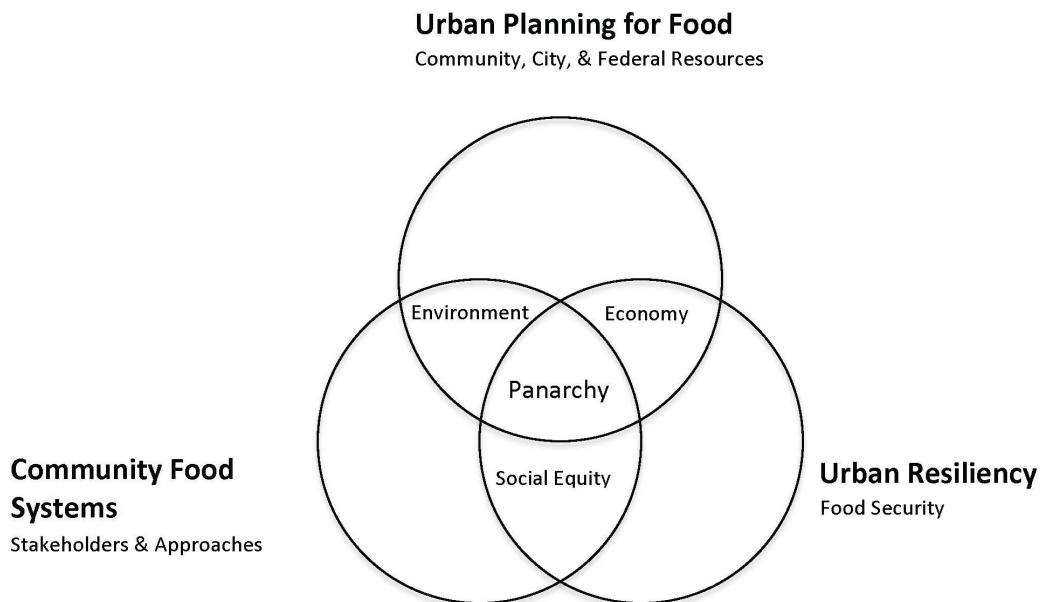 Urban Planning for Food
Community, City, & Federal Resources
Environment
Economy
Panarchy
Social Equity
Community Food
Systems
Stakeholders & Approaches
Urban Resiliency
Food Security